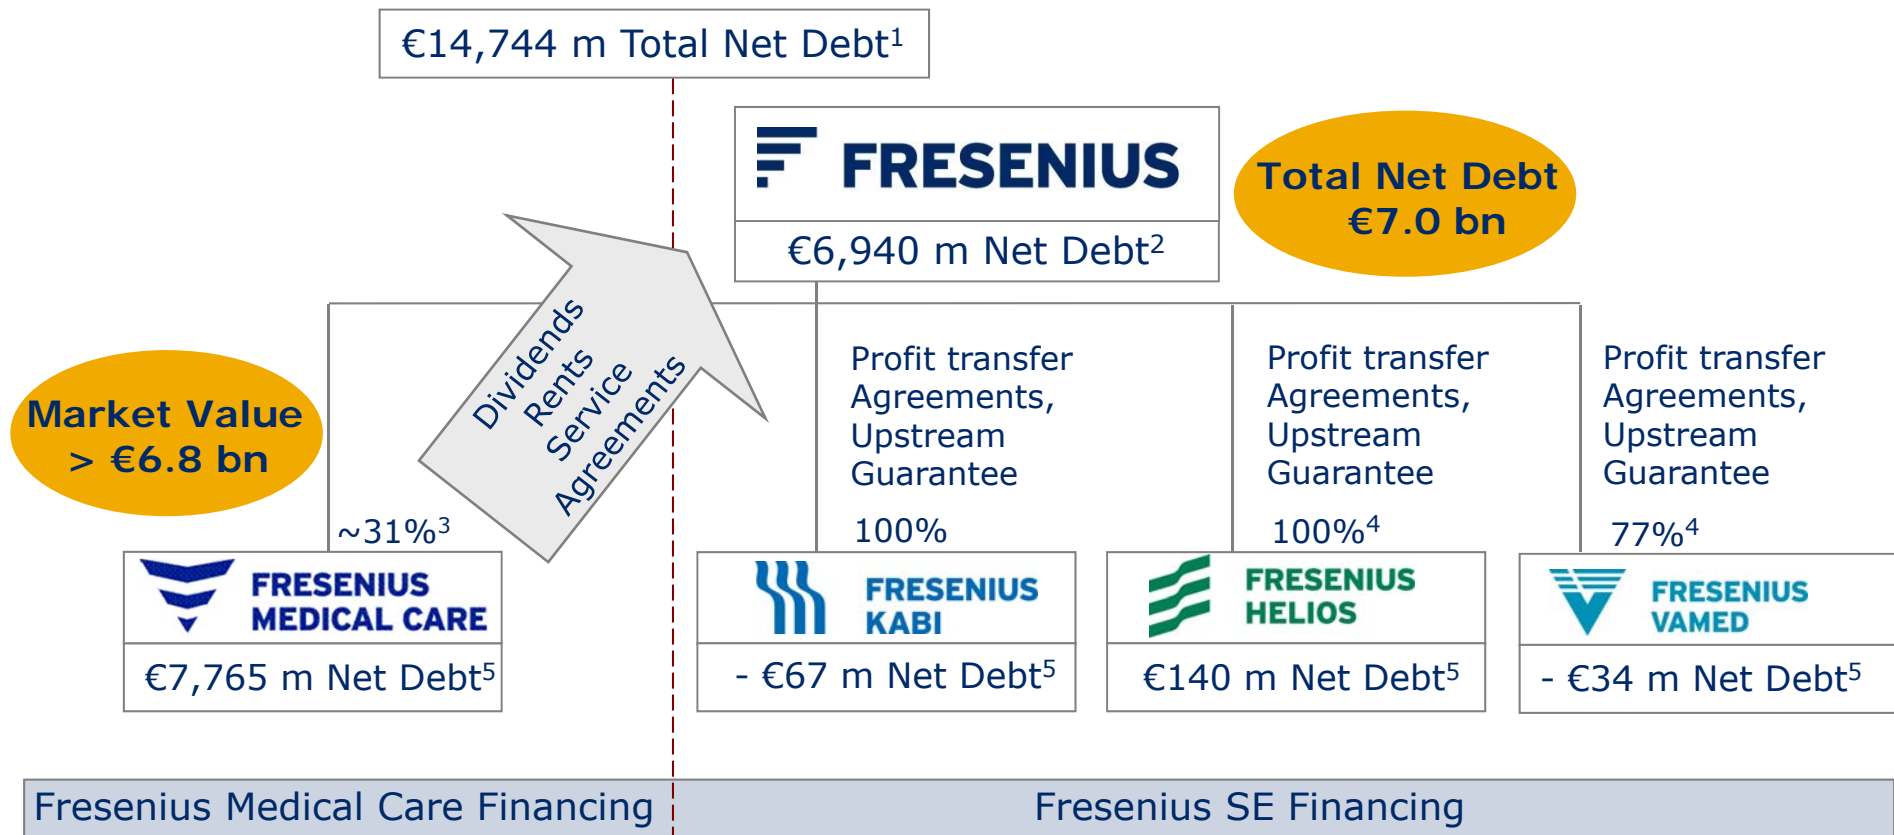 €14,744 m Total Net Debt¹
FRESENIUS
€6,940 m Net Debt²
Total Net Debt
€7.0 bn
Market Value
> €6.8 bn
Dividends
Rents
Service
Agreements
Profit transfer
Agreements,
Upstream
Guarantee
Profit transfer
Agreements,
Upstream
Guarantee
Profit transfer
Agreements,
Upstream
Guarantee
~31%³
100%
100%⁴
77%⁴
FRESENIUS
MEDICAL CARE
€7,765 m Net Debt⁵
FRESENIUS
KABI
- €67 m Net Debt⁵
FRESENIUS
HELIOS
€140 m Net Debt⁵
FRESENIUS
VAMED
- €34 m Net Debt⁵
Fresenius Medical Care Financing
Fresenius SE Financing